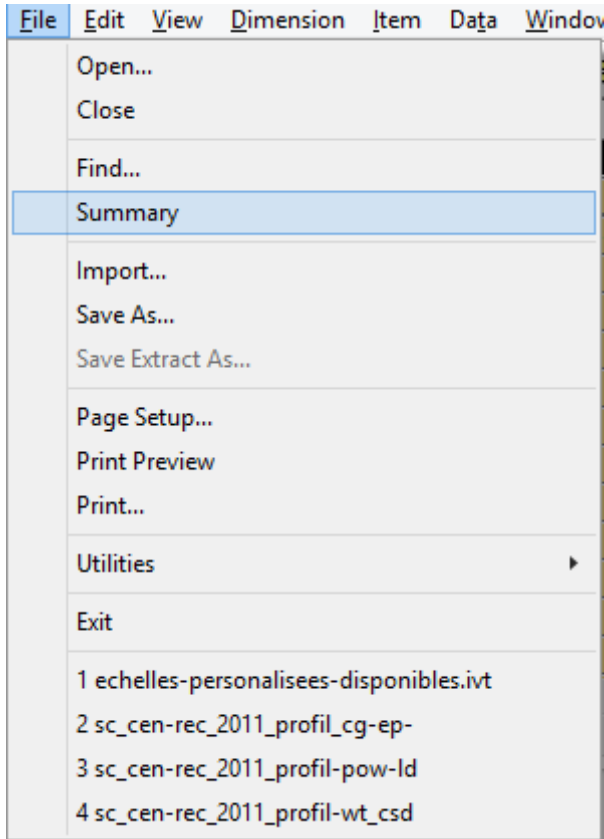 File Edit View Dimension Item Data Window
Open...
Close
Find...
Summary
Import...
Save As...
Save Extract As...
Page Setup...
Print Preview
Print...
Utilities
Exit
1 echelles-personalisees-disponibles.ivt
2 sc_cen-rec_2011_profil_cg-ep-
3 sc_cen-rec_2011_profil-pow-ld
4 sc_cen-rec_2011_profil-wt_csd